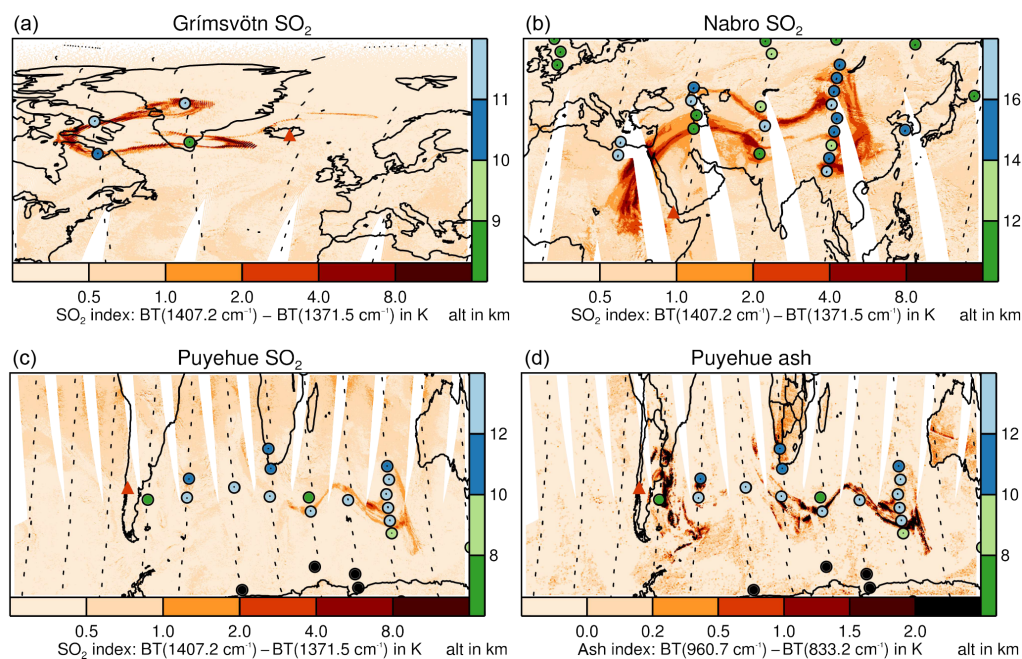 (a) Grímsvötn SO₂
11
10
9
0.5 1.0 2.0 4.0 8.0
SO₂ index: BT(1407.2 cm⁻¹) – BT(1371.5 cm⁻¹) in K alt in km
(b) Nabro SO₂
16
14
12
0.5 1.0 2.0 4.0 8.0
SO₂ index: BT(1407.2 cm⁻¹) – BT(1371.5 cm⁻¹) in K alt in km
(c) Puyehue SO₂
12
10
8
0.5 1.0 2.0 4.0 8.0
SO₂ index: BT(1407.2 cm⁻¹) – BT(1371.5 cm⁻¹) in K alt in km
(d) Puyehue ash
12
10
8
0.0 0.2 0.5 1.0 1.5 2.0
Ash index: BT(960.7 cm⁻¹) – BT(833.2 cm⁻¹) in K alt in km